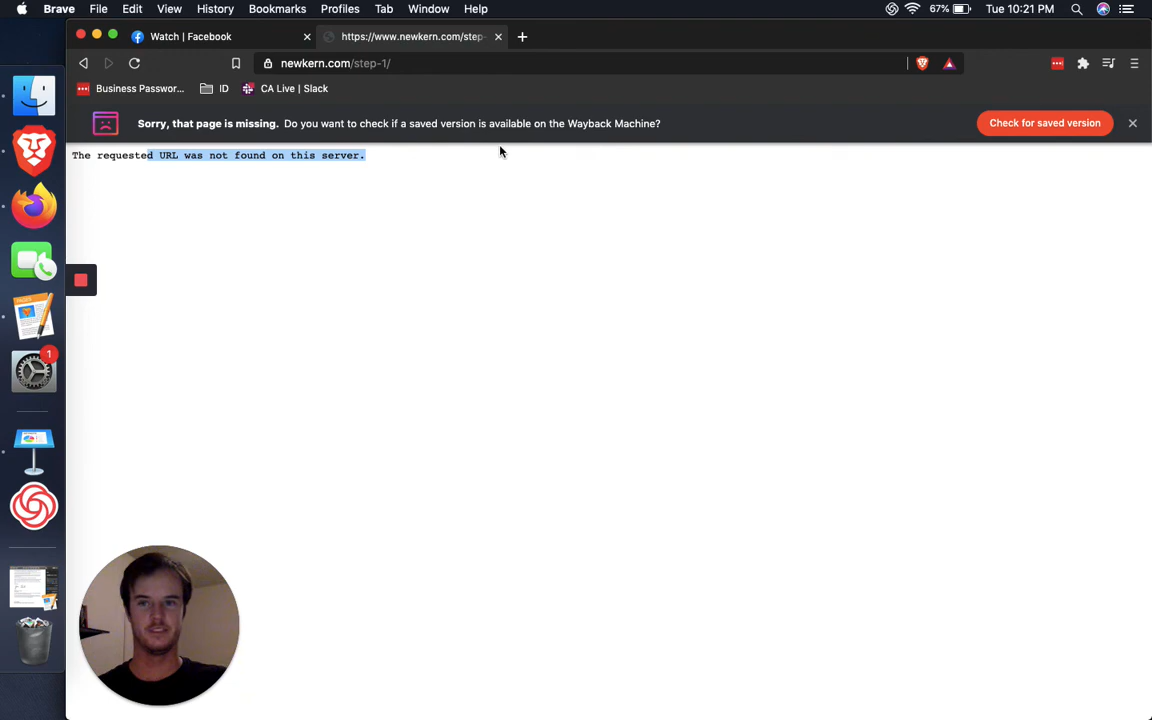 Brave File Edit View History Bookmarks Profiles Tab Window Help 67% Tue 10:21 PM
Watch | Facebook https://www.newkern.com/step-
newkern.com/step-1/
Business Passwor... ID CA Live | Slack
Sorry, that page is missing. Do you want to check if a saved version is available on the Wayback Machine? Check for saved version
The requested URL was not found on this server.
PAGES
1